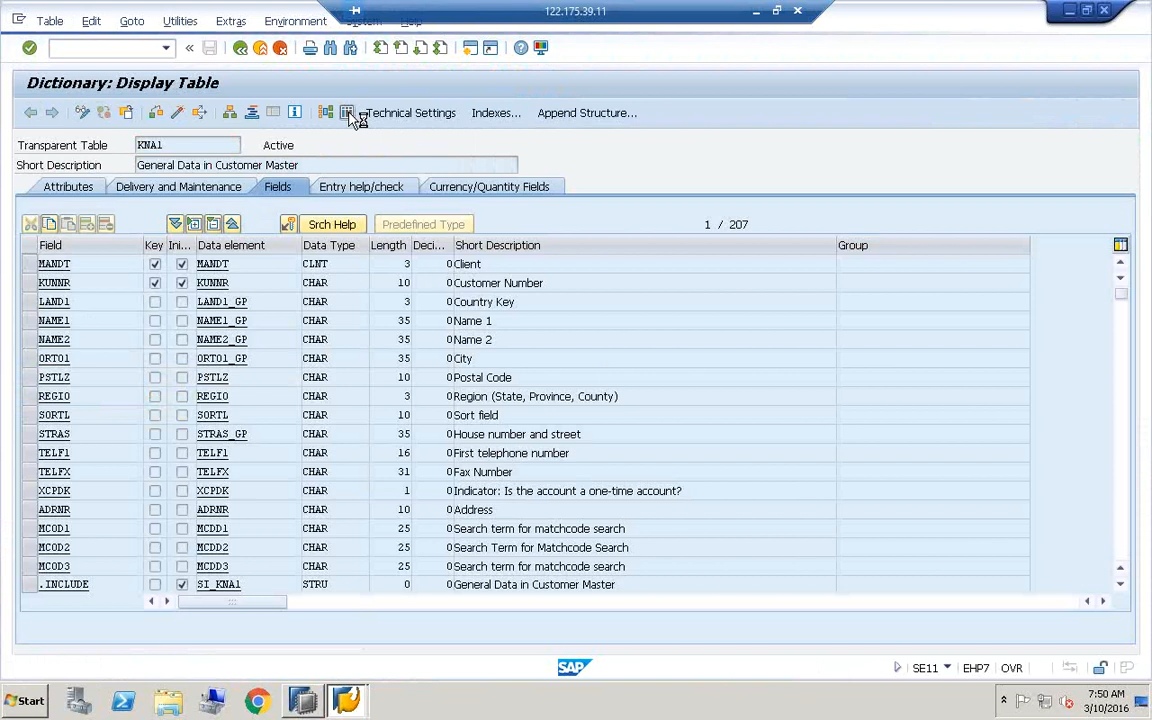 122.175.39.11
Table Edit Goto Utilities Extras Environment System Help
Dictionary: Display Table
Technical Settings Indexes... Append Structure...
Transparent Table KNA1 Active
Short Description General Data in Customer Master
Attributes Delivery and Maintenance Fields Entry help/check Currency/Quantity Fields
Srch Help Predefined Type 1 / 207
Field Key Ini... Data element Data Type Length Deci... Short Description Group
MANDT MANDT CLNT 3 0 Client
KUNNR KUNNR CHAR 10 0 Customer Number
LAND1 LAND1_GP CHAR 3 0 Country Key
NAME1 NAME1_GP CHAR 35 0 Name 1
NAME2 NAME2_GP CHAR 35 0 Name 2
ORT01 ORT01_GP CHAR 35 0 City
PSTLZ PSTLZ CHAR 10 0 Postal Code
REGIO REGIO CHAR 3 0 Region (State, Province, County)
SORTL SORTL CHAR 10 0 Sort field
STRAS STRAS_GP CHAR 35 0 House number and street
TELF1 TELF1 CHAR 16 0 First telephone number
TELFX TELFX CHAR 31 0 Fax Number
XCPDK XCPDK CHAR 1 0 Indicator: Is the account a one-time account?
ADRNR ADRNR CHAR 10 0 Address
MCOD1 MCDD1 CHAR 25 0 Search term for matchcode search
MCOD2 MCDD2 CHAR 25 0 Search Term for Matchcode Search
MCOD3 MCDD3 CHAR 25 0 Search term for matchcode search
.INCLUDE SI_KNA1 STRU 0 0 General Data in Customer Master
SAP SE11 EHP7 OVR
Start 7:50 AM
3/10/2016